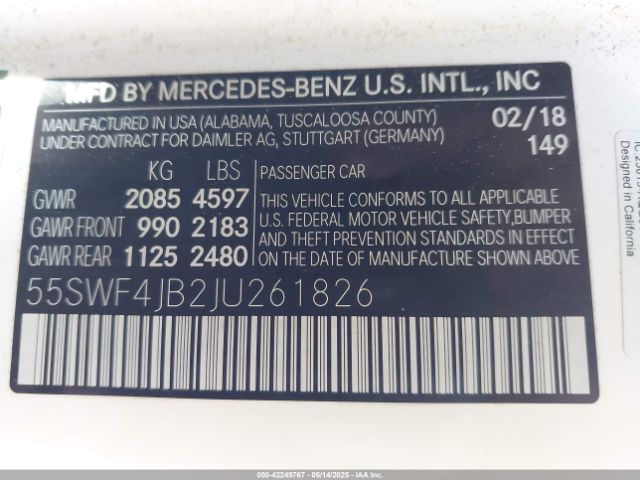 MFD BY MERCEDES-BENZ U.S. INTL., INC
MANUFACTURED IN USA (ALABAMA, TUSCALOOSA COUNTY)
UNDER CONTRACT FOR DAIMLER AG, STUTTGART (GERMANY)
02/18
149
KG LBS
GVWR 2085 4597
GAWR FRONT 990 2183
GAWR REAR 1125 2480
PASSENGER CAR
THIS VEHICLE CONFORMS TO ALL APPLICABLE
U.S. FEDERAL MOTOR VEHICLE SAFETY,BUMPER
AND THEFT PREVENTION STANDARDS IN EFFECT
ON THE DATE OF MANUFACTURE SHOWN ABOVE
55SWF4JB2JU261826
Designed in California
000-42249767 - 05/14/2025 - IAAI.COM